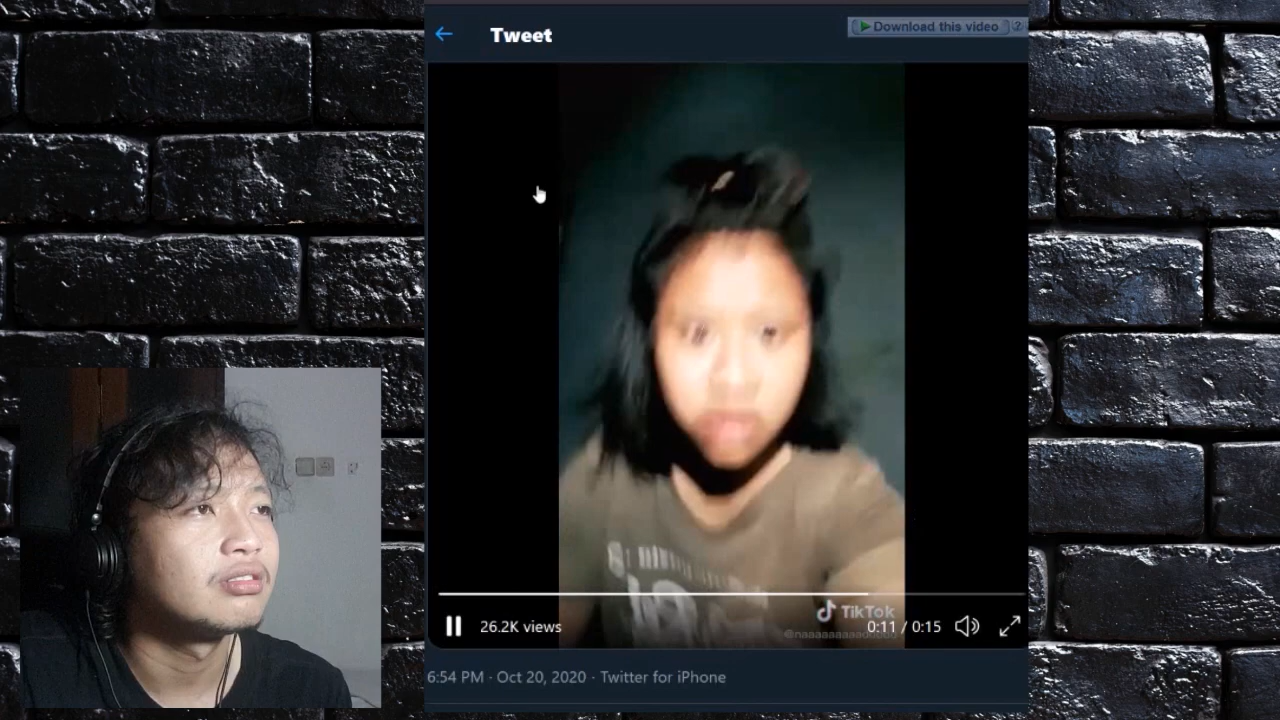 Tweet
Download this video
26.2K views
TikTok
0:11 / 0:15
6:54 PM · Oct 20, 2020 · Twitter for iPhone